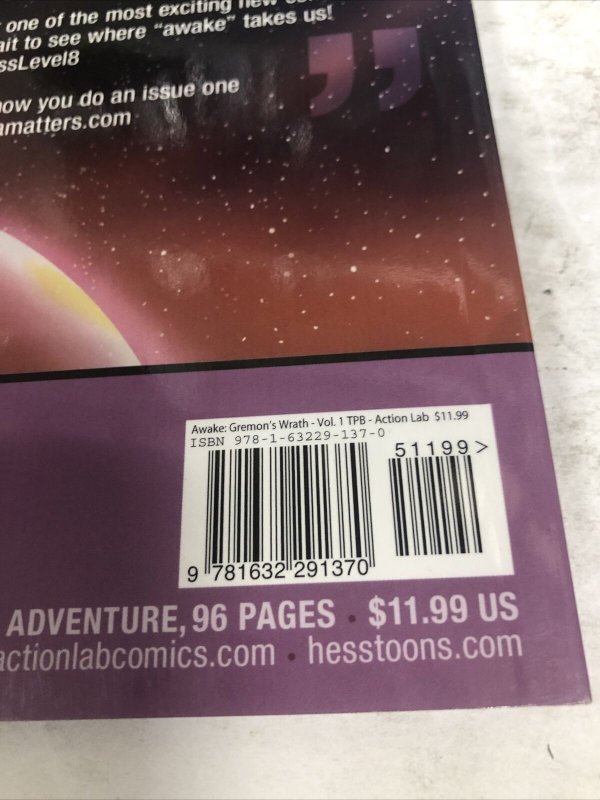 one of the most exciting new
ait to see where "awake" takes us!
ssLevel8
ow you do an issue one
amatters.com
”
Awake: Gremon's Wrath - Vol. 1 TPB - Action Lab $11.99
ISBN 978-1-63229-137-0
51199>
9 781632 291370
ADVENTURE, 96 PAGES • $11.99 US
actionlabcomics.com • hesstoons.com